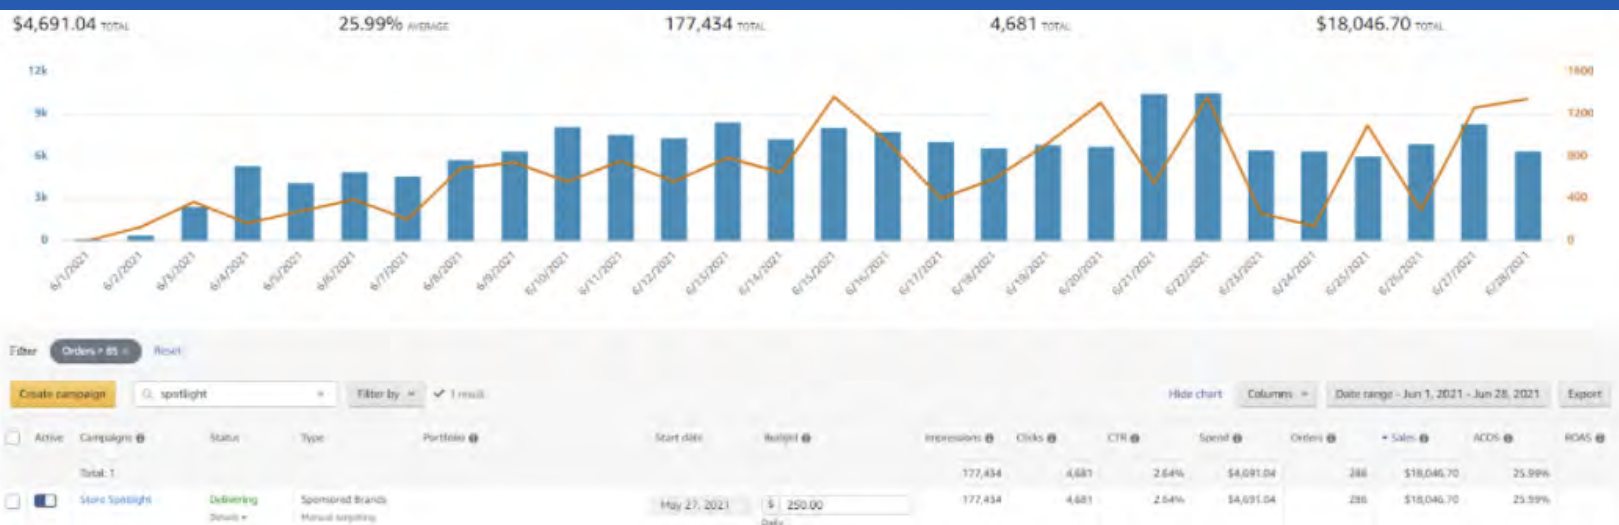 $4,691.04 TOTAL 25.99% AVERAGE 177,434 TOTAL 4,681 TOTAL $18,046.70 TOTAL
12k 1600
9k 1200
6k 800
3k 400
0 0
6/1/2021 6/2/2021 6/3/2021 6/4/2021 6/5/2021 6/6/2021 6/7/2021 6/8/2021 6/9/2021 6/10/2021 6/11/2021 6/12/2021 6/13/2021 6/14/2021 6/15/2021 6/16/2021 6/17/2021 6/18/2021 6/19/2021 6/20/2021 6/21/2021 6/22/2021 6/23/2021 6/24/2021 6/25/2021 6/26/2021 6/27/2021 6/28/2021
Filter Orders > 85 × Reset
Create campaign spotlight × Filter by 1 result Hide chart Columns Date range - Jun 1, 2021 - Jun 28, 2021 Export
Active Campaigns Status Type Portfolio Start date Budget Impressions Clicks CTR Spend Orders Sales ACOS ROAS
Total: 1 177,434 4,681 2.64% $4,691.04 286 $18,046.70 25.99%
Store Spotlight Delivering Sponsored Brands May 27, 2021 $ 250.00 177,434 4,681 2.64% $4,691.04 286 $18,046.70 25.99%
Details Manual targeting Daily